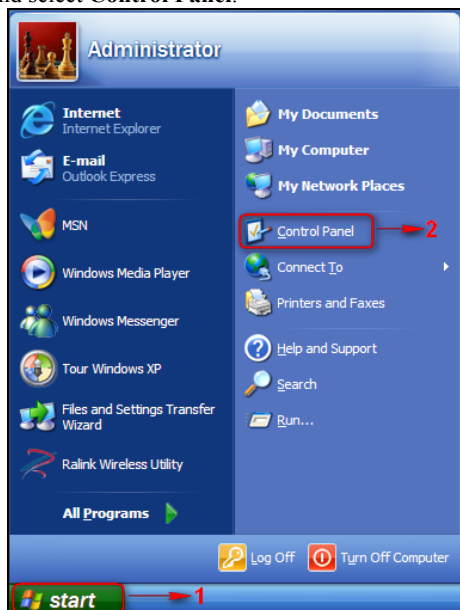 and select Control Panel.
Administrator
Internet
Internet Explorer
E-mail
Outlook Express
MSN
Windows Media Player
Windows Messenger
Tour Windows XP
Files and Settings Transfer
Wizard
Ralink Wireless Utility
All Programs
My Documents
My Computer
My Network Places
Control Panel
2
Connect To
Printers and Faxes
Help and Support
Search
Run...
Log Off
Turn Off Computer
start
1